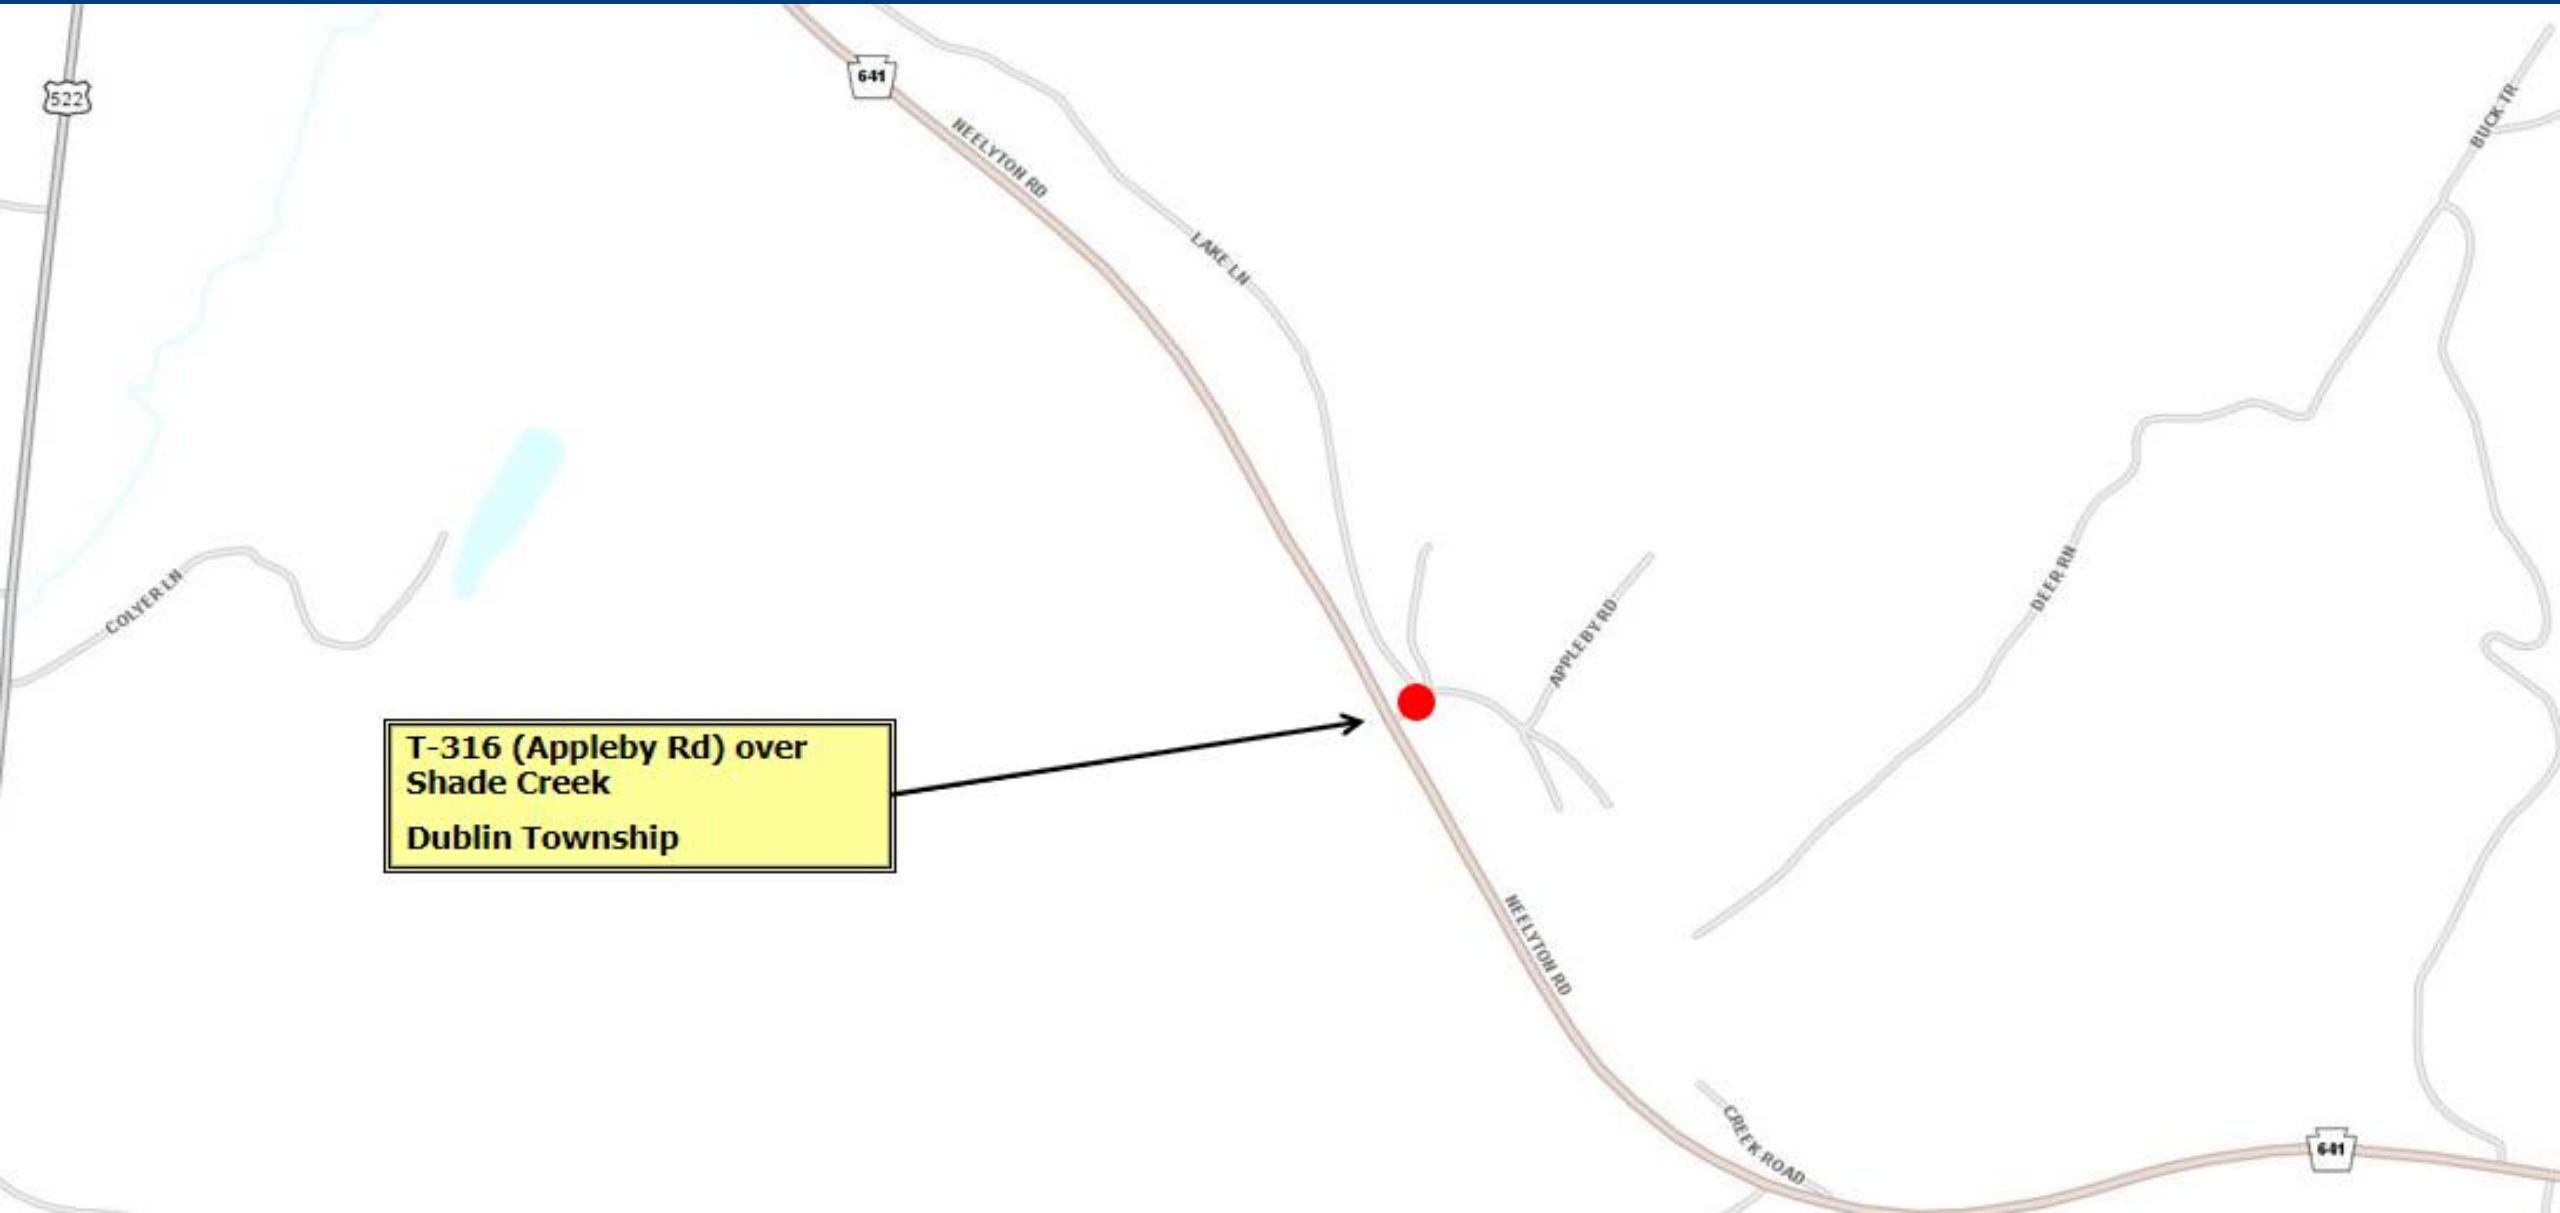 641
522
BUCK TR
NEELYTON RD
LAKE LN
DEER RN
COLYER LN
APPLEBY RD
T-316 (Appleby Rd) over
Shade Creek
Dublin Township
NEELYTON RD
CREEK ROAD
641